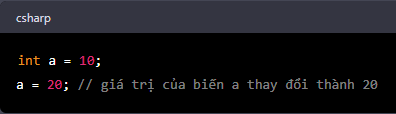 csharp
int a = 10;
a = 20; // giá trị của biến a thay đổi thành 20